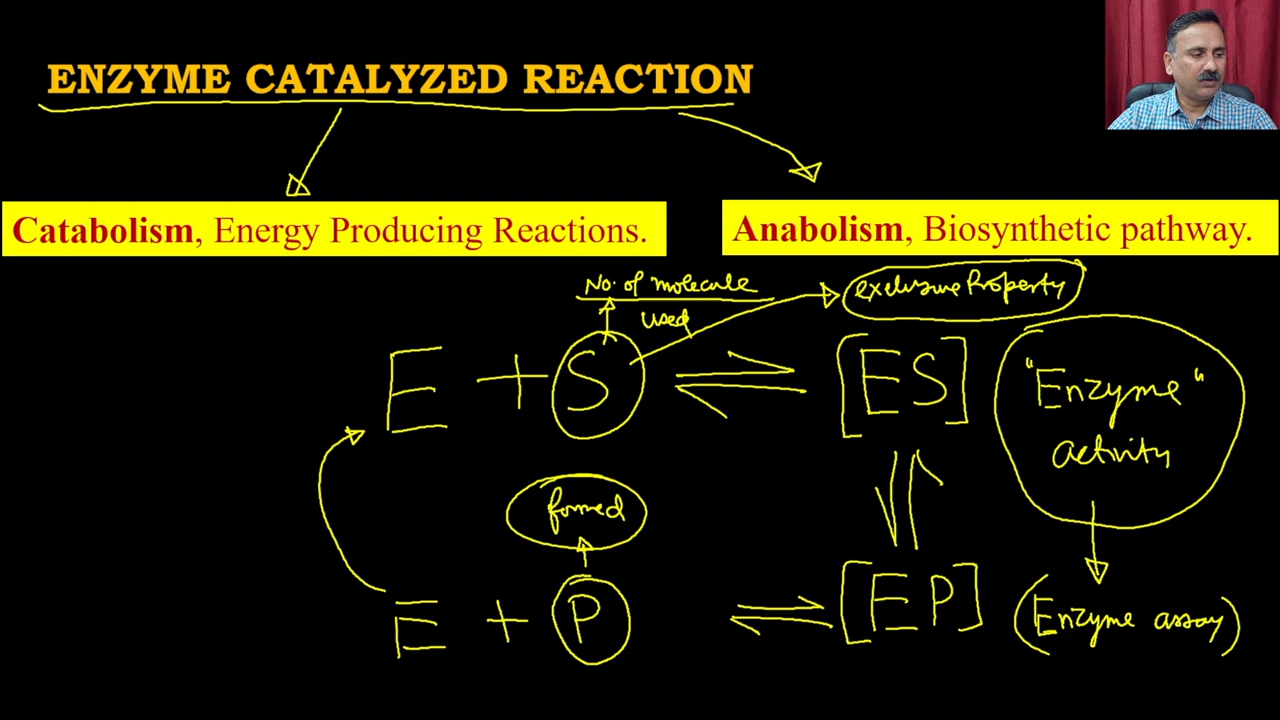 ENZYME CATALYZED REACTION
Catabolism, Energy Producing Reactions.
Anabolism, Biosynthetic pathway.
No. of molecule
used
exclusive Property
E + S ⇌ [ES]
"Enzyme"
activity
formed
E + P ⇌ [EP]
(Enzyme assay)